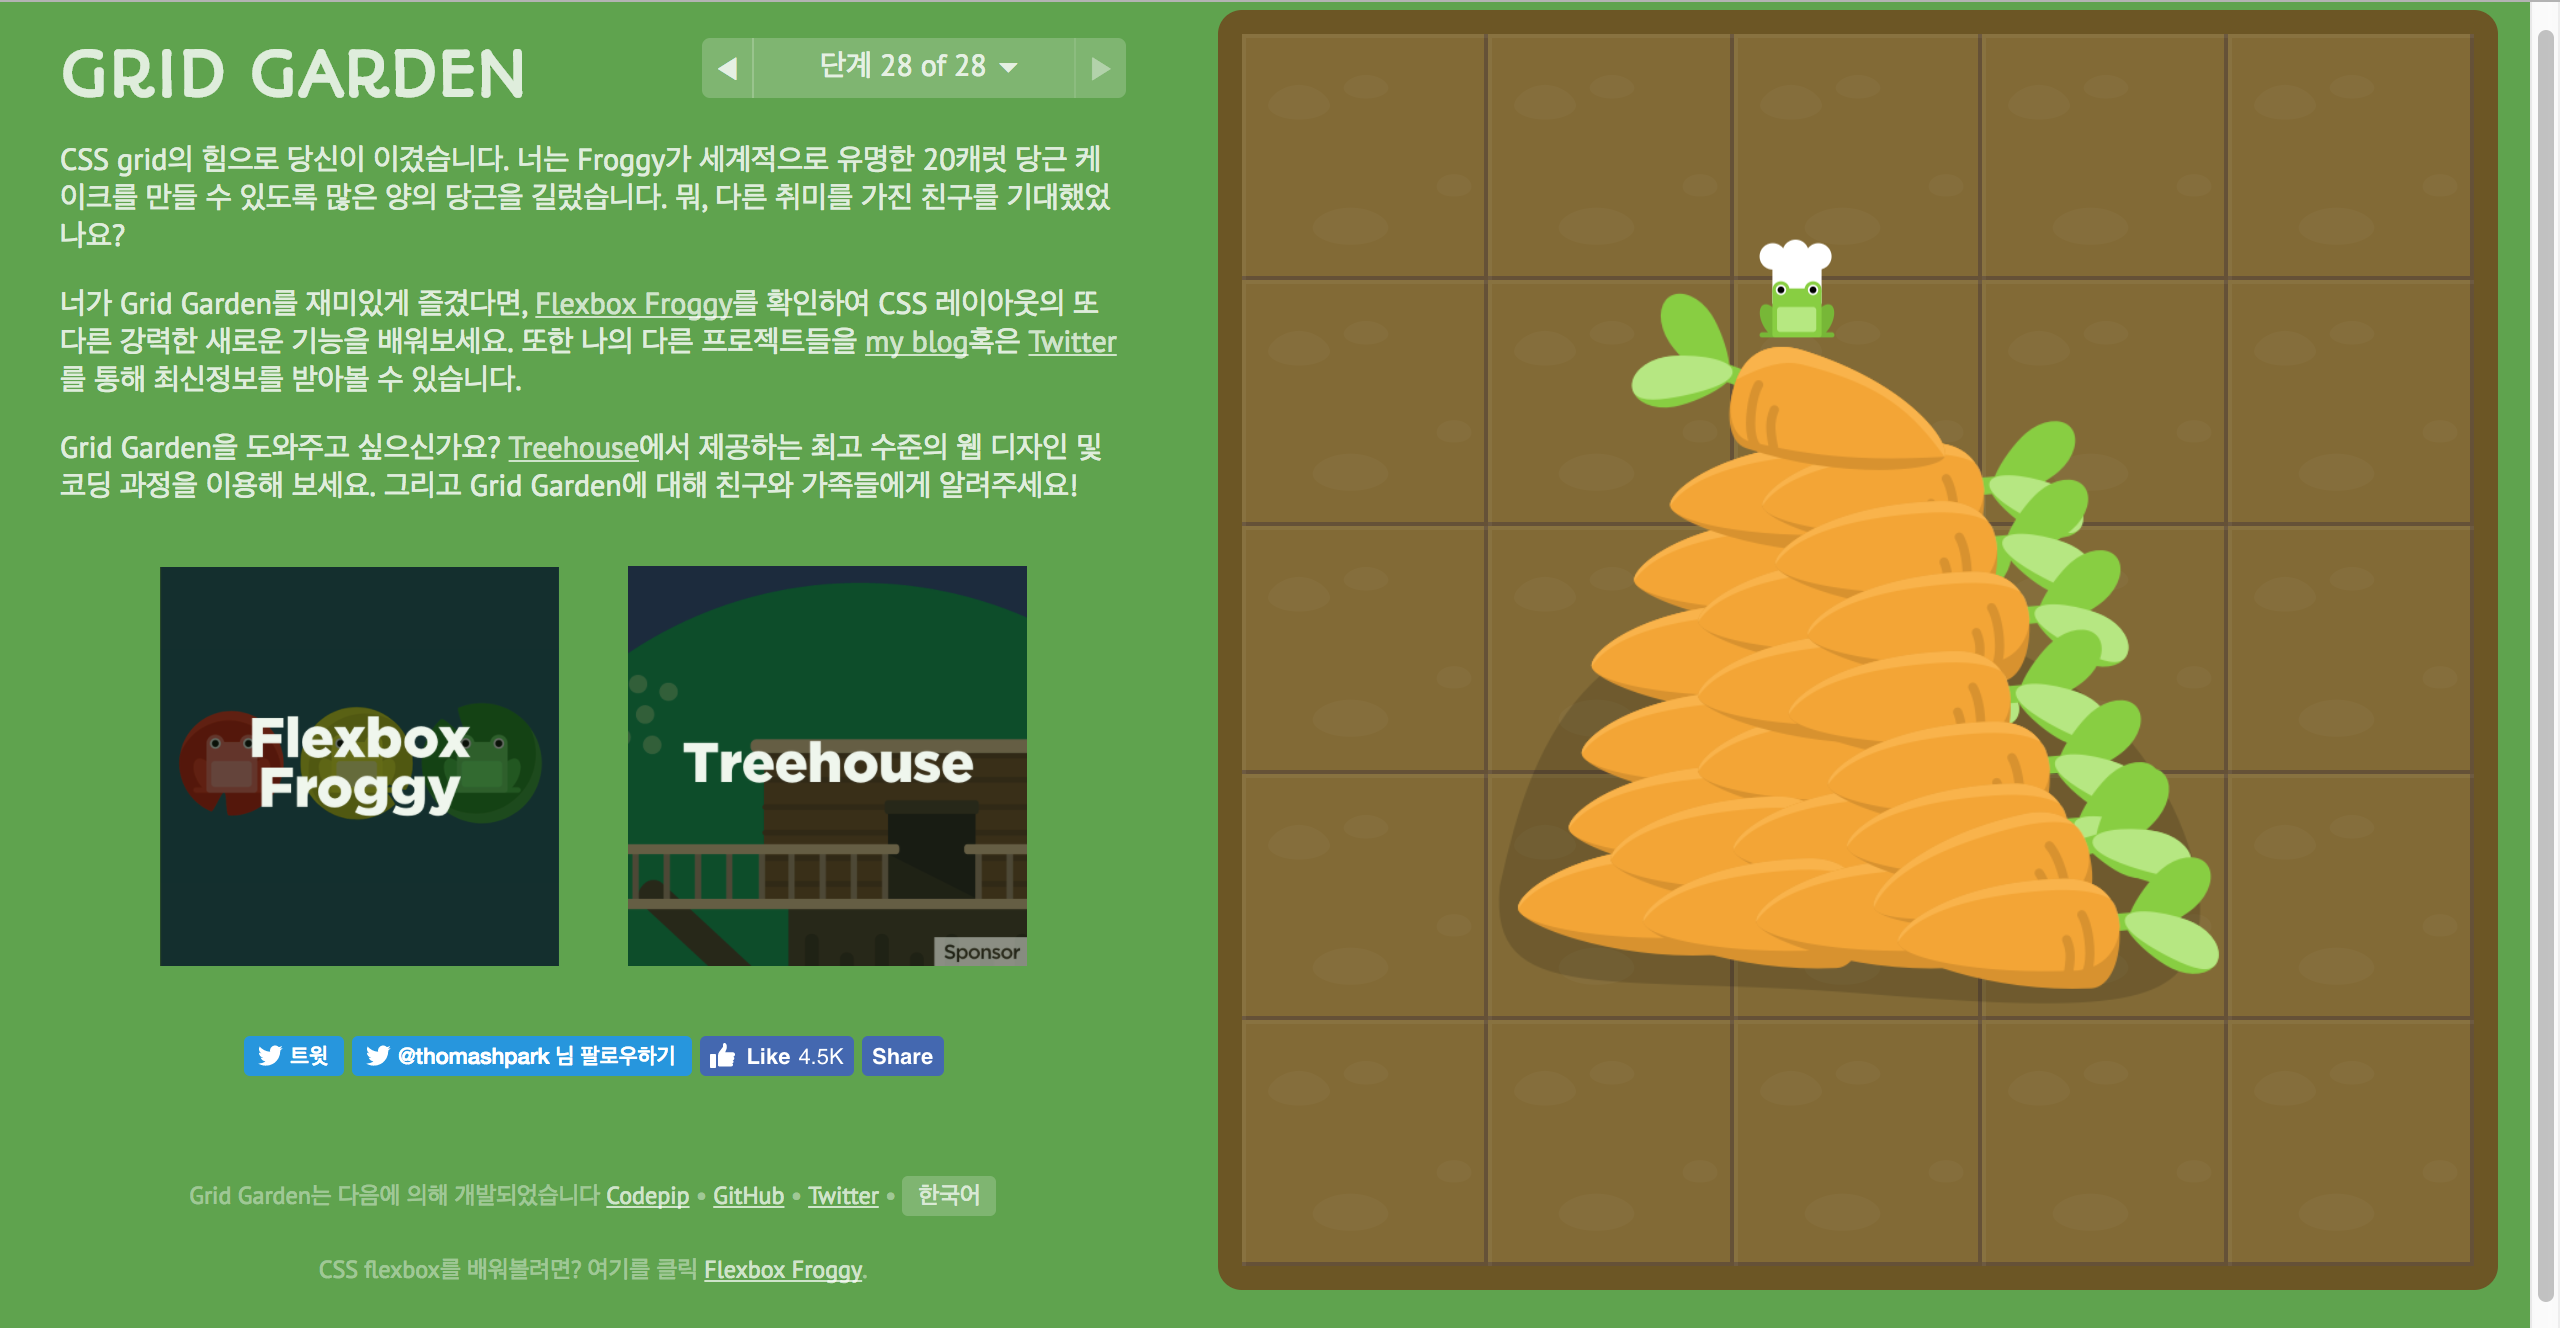 GRID GARDEN
단계 28 of 28
CSS grid의 힘으로 당신이 이겼습니다. 너는 Froggy가 세계적으로 유명한 20캐럿 당근 케
이크를 만들 수 있도록 많은 양의 당근을 길렀습니다. 뭐, 다른 취미를 가진 친구를 기대했었
나요?
너가 Grid Garden를 재미있게 즐겼다면, Flexbox Froggy를 확인하여 CSS 레이아웃의 또
다른 강력한 새로운 기능을 배워보세요. 또한 나의 다른 프로젝트들을 my blog혹은 Twitter
를 통해 최신정보를 받아볼 수 있습니다.
Grid Garden을 도와주고 싶으신가요? Treehouse에서 제공하는 최고 수준의 웹 디자인 및
코딩 과정을 이용해 보세요. 그리고 Grid Garden에 대해 친구와 가족들에게 알려주세요!
Flexbox
Froggy
Treehouse
Sponsor
트윗
@thomashpark 님 팔로우하기
Like 4.5K
Share
Grid Garden는 다음에 의해 개발되었습니다 Codepip • GitHub • Twitter • 한국어
CSS flexbox를 배워볼려면? 여기를 클릭 Flexbox Froggy.